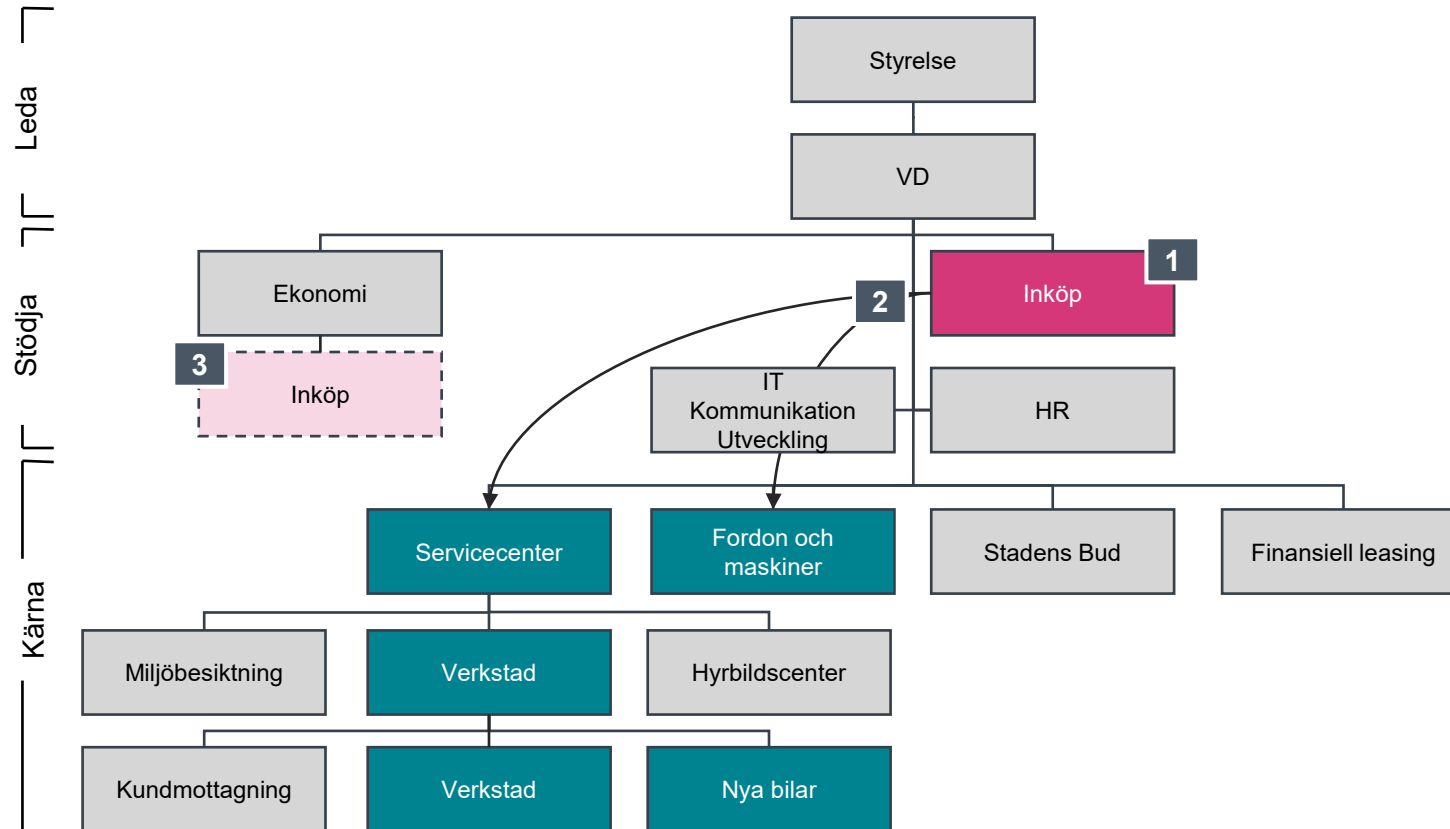 Leda
Styrelse
VD
Stödja
Ekonomi
2
Inköp
1
3
Inköp
IT
Kommunikation
Utveckling
HR
Kärna
Servicecenter
Fordon och
maskiner
Stadens Bud
Finansiell leasing
Miljöbesiktning
Verkstad
Hyrbildscenter
Kundmottagning
Verkstad
Nya bilar